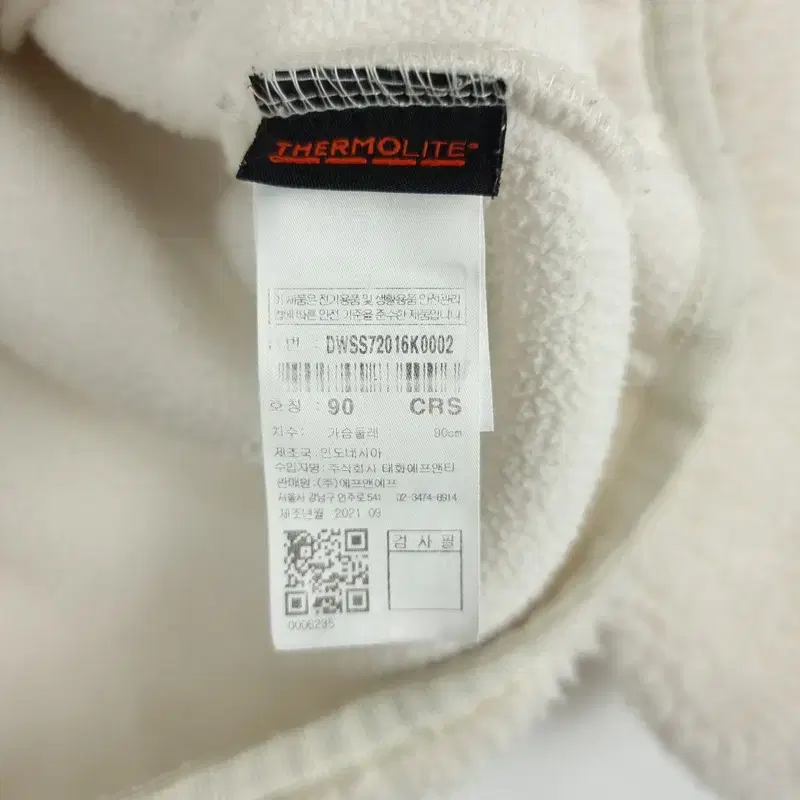 THERMOLITE
이 제품은 전기용품 및 생활용품 안전관리
법에 따른 안전 기준을 준수한 제품입니다.
번 : DWSS72016K0002
호칭 : 90 CRS
치수 : 가슴둘레 90cm
제조국 : 인도네시아
수입자명 : 주식회사 태화에프앤티
판매원 : (주)에프앤에프
서울시 강남구 언주로 541 02-3474-8914
제조년월 2021.09
검 사 필
0006295